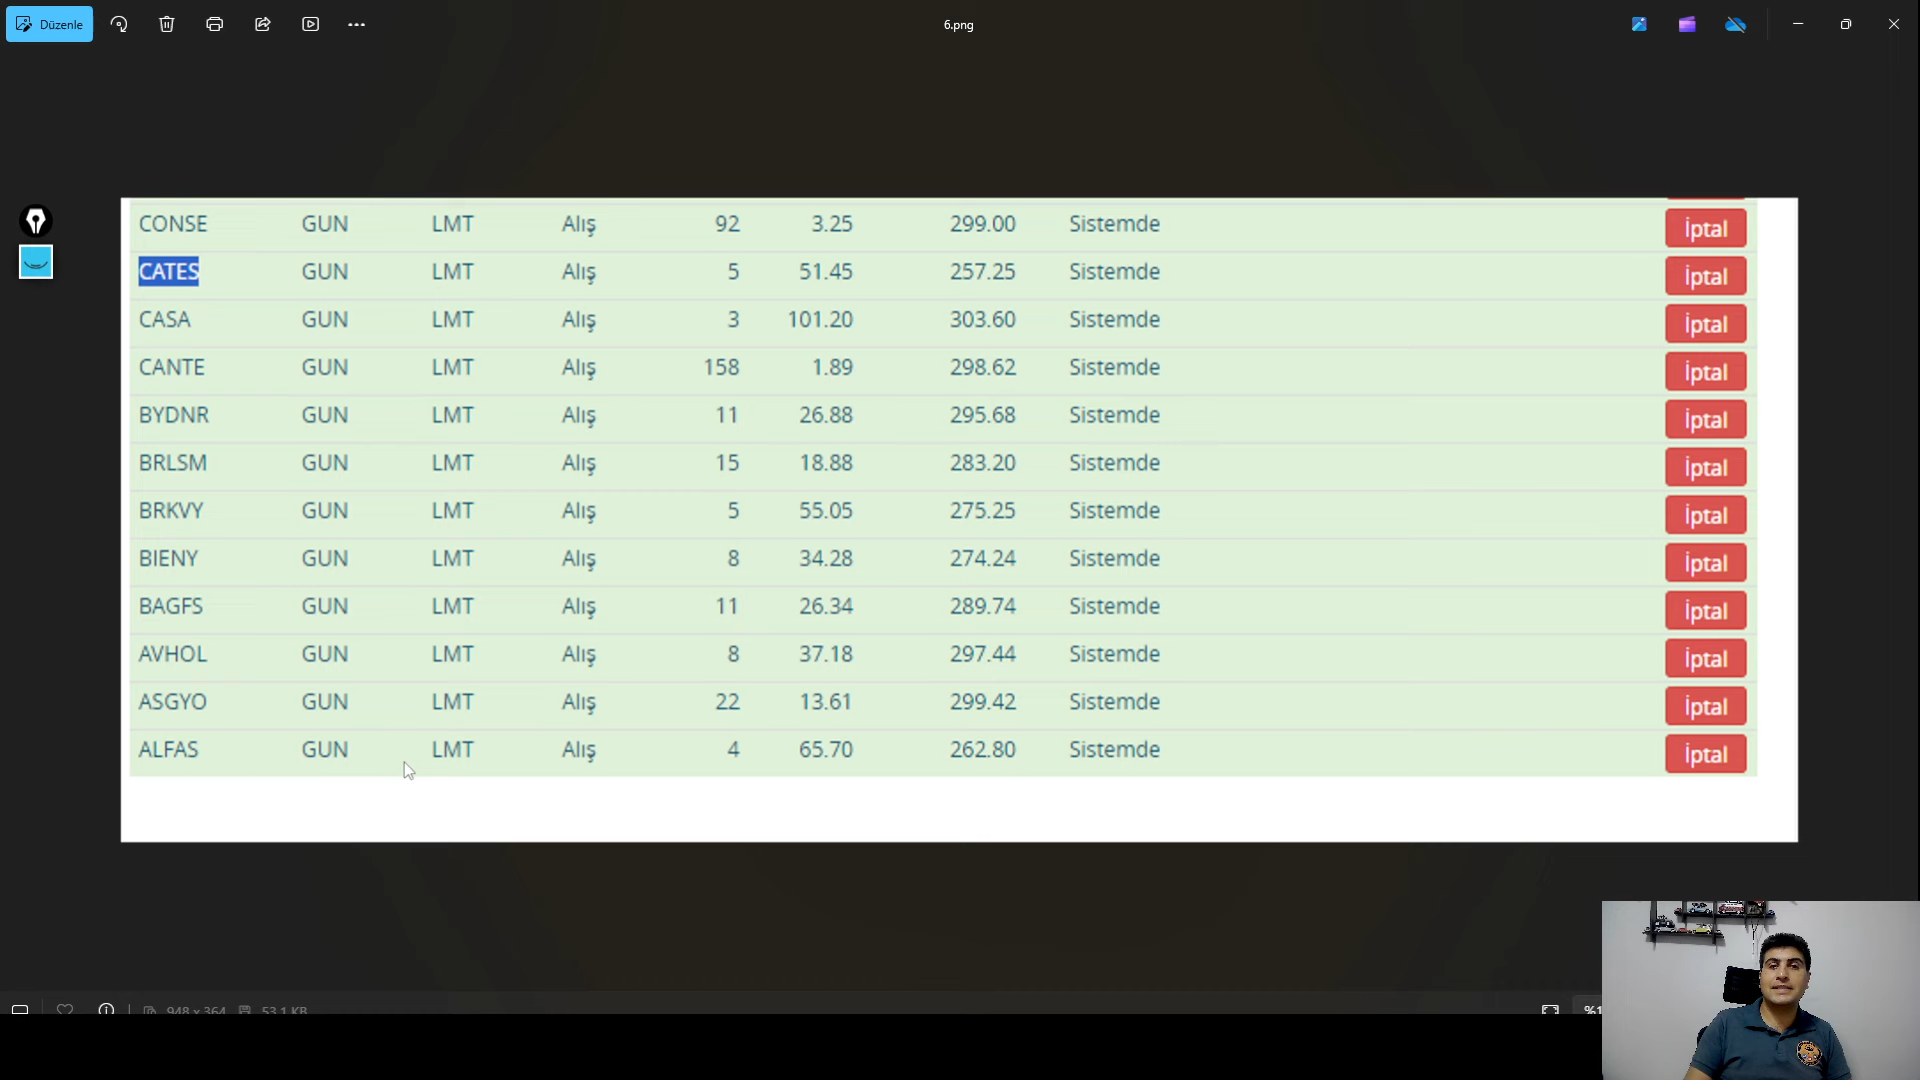 Düzenle
6.png
CONSE GUN LMT Alış 92 3.25 299.00 Sistemde İptal
CATES GUN LMT Alış 5 51.45 257.25 Sistemde İptal
CASA GUN LMT Alış 3 101.20 303.60 Sistemde İptal
CANTE GUN LMT Alış 158 1.89 298.62 Sistemde İptal
BYDNR GUN LMT Alış 11 26.88 295.68 Sistemde İptal
BRLSM GUN LMT Alış 15 18.88 283.20 Sistemde İptal
BRKVY GUN LMT Alış 5 55.05 275.25 Sistemde İptal
BIENY GUN LMT Alış 8 34.28 274.24 Sistemde İptal
BAGFS GUN LMT Alış 11 26.34 289.74 Sistemde İptal
AVHOL GUN LMT Alış 8 37.18 297.44 Sistemde İptal
ASGYO GUN LMT Alış 22 13.61 299.42 Sistemde İptal
ALFAS GUN LMT Alış 4 65.70 262.80 Sistemde İptal
948 x 364 53.1 KB